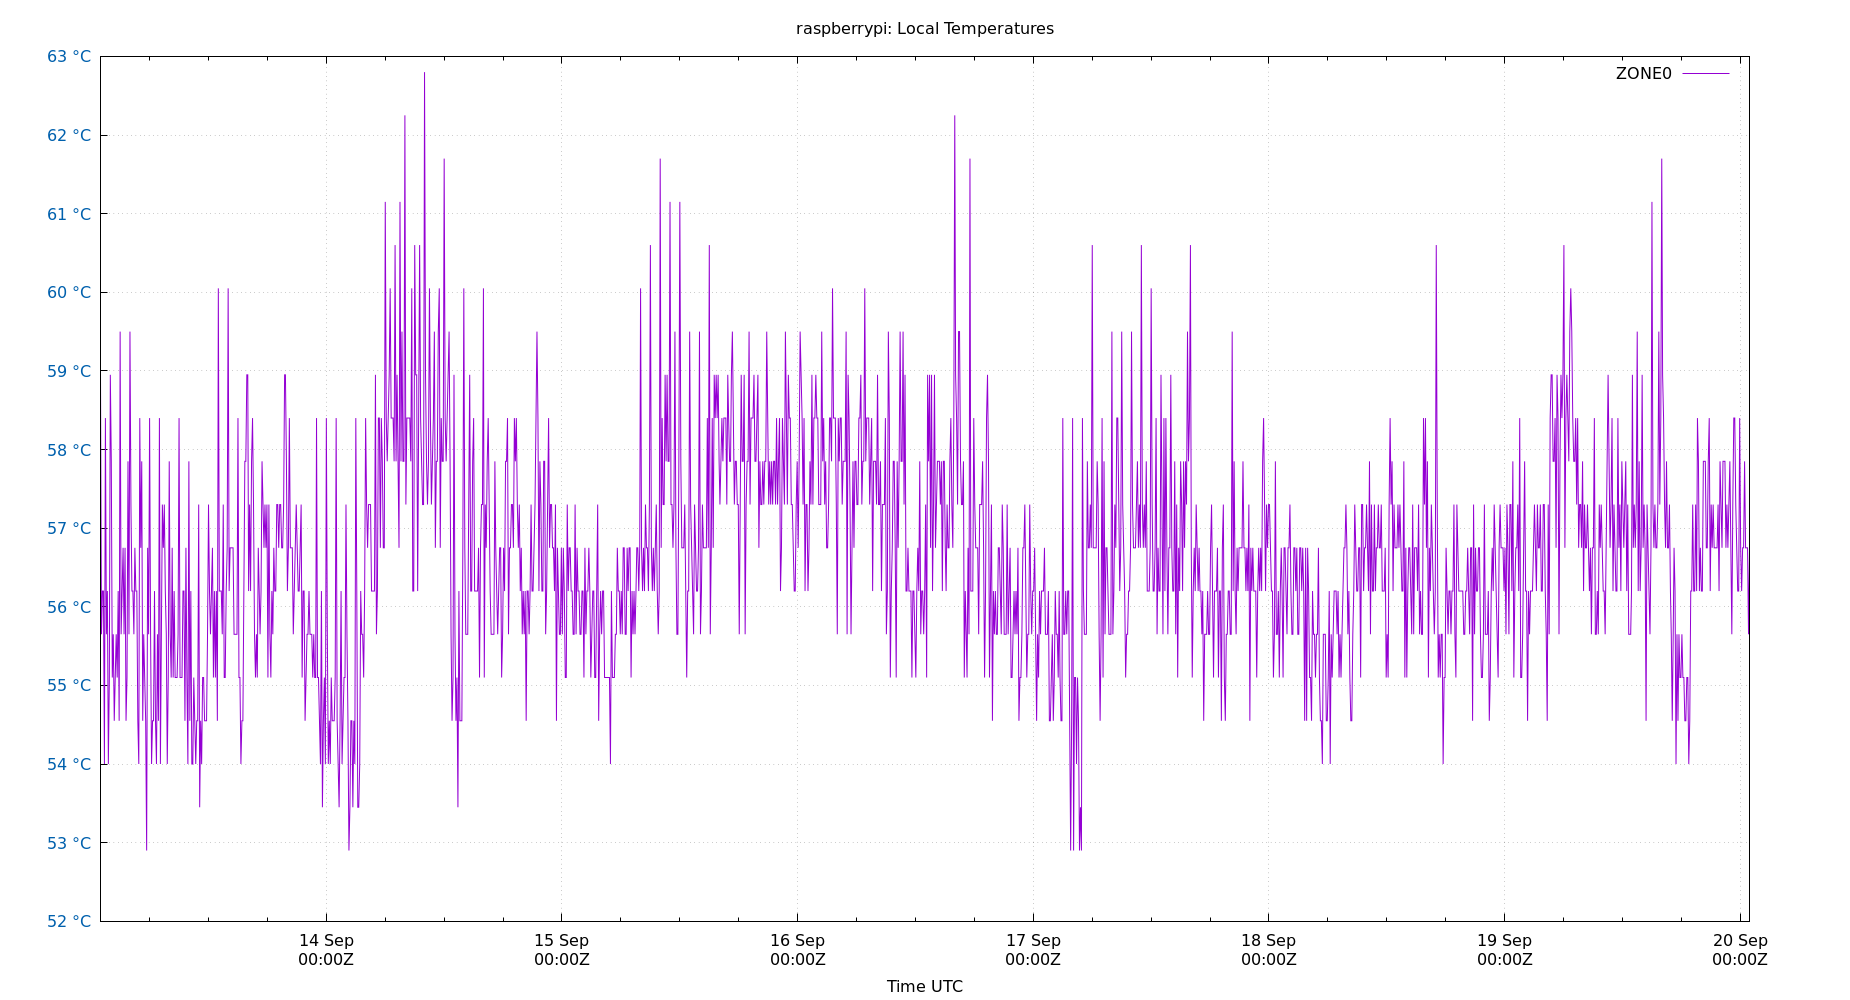 raspberrypi: Local Temperatures
63 °C
ZONE0
62 °C
61 °C
60 °C
59 °C
58 °C
57 °C
56 °C
55 °C
54 °C
53 °C
52 °C
14 Sep 15 Sep 16 Sep 17 Sep 18 Sep 19 Sep 20 Sep
00:00Z 00:00Z 00:00Z 00:00Z 00:00Z 00:00Z 00:00Z
Time UTC